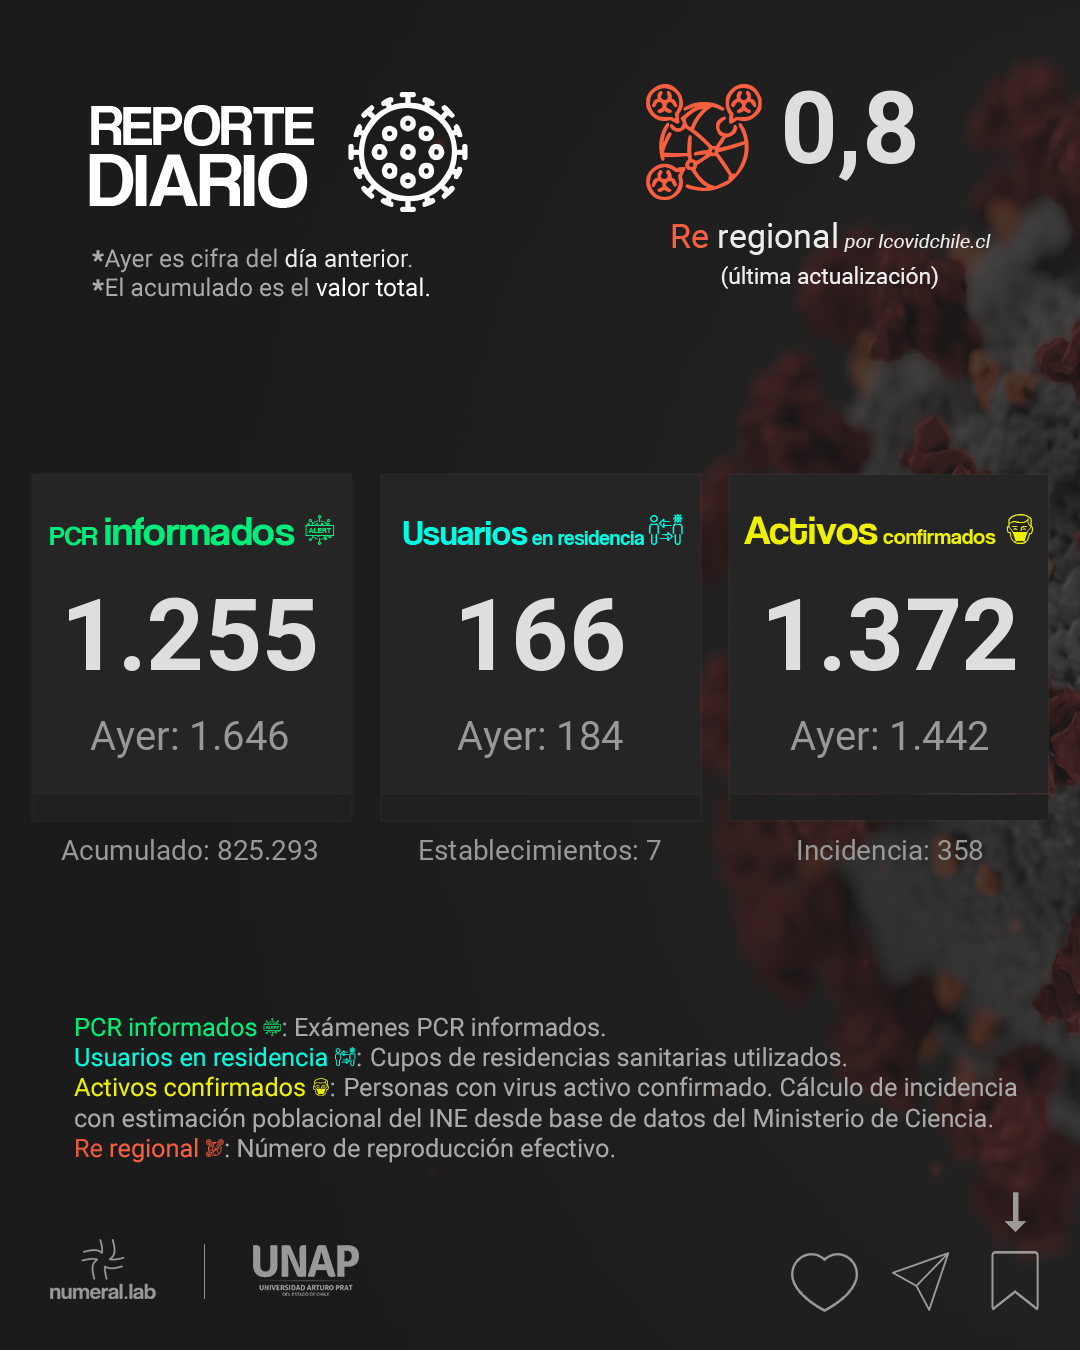 REPORTE
DIARIO
*Ayer es cifra del día anterior.
*El acumulado es el valor total.
0,8
Re regional por Icovidchile.cl
(última actualización)
PCR informados ALERT
1.255
Ayer: 1.646
Acumulado: 825.293
Usuarios en residencia
166
Ayer: 184
Establecimientos: 7
Activos confirmados
1.372
Ayer: 1.442
Incidencia: 358
PCR informados ALERT: Exámenes PCR informados.
Usuarios en residencia : Cupos de residencias sanitarias utilizados.
Activos confirmados : Personas con virus activo confirmado. Cálculo de incidencia
con estimación poblacional del INE desde base de datos del Ministerio de Ciencia.
Re regional : Número de reproducción efectivo.
numeral.lab
UNAP
UNIVERSIDAD ARTURO PRAT
DEL ESTADO DE CHILE